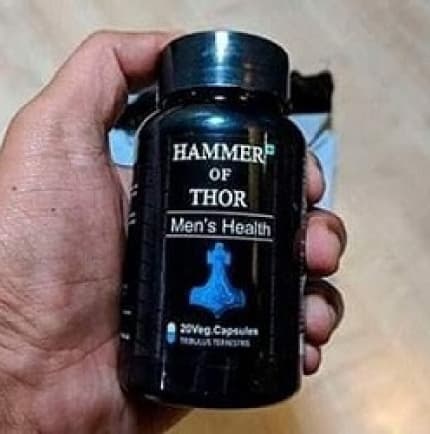 HAMMER
OF
THOR
Men's Health
20Veg.Capsules
TRIBULUS TERRESTRIS